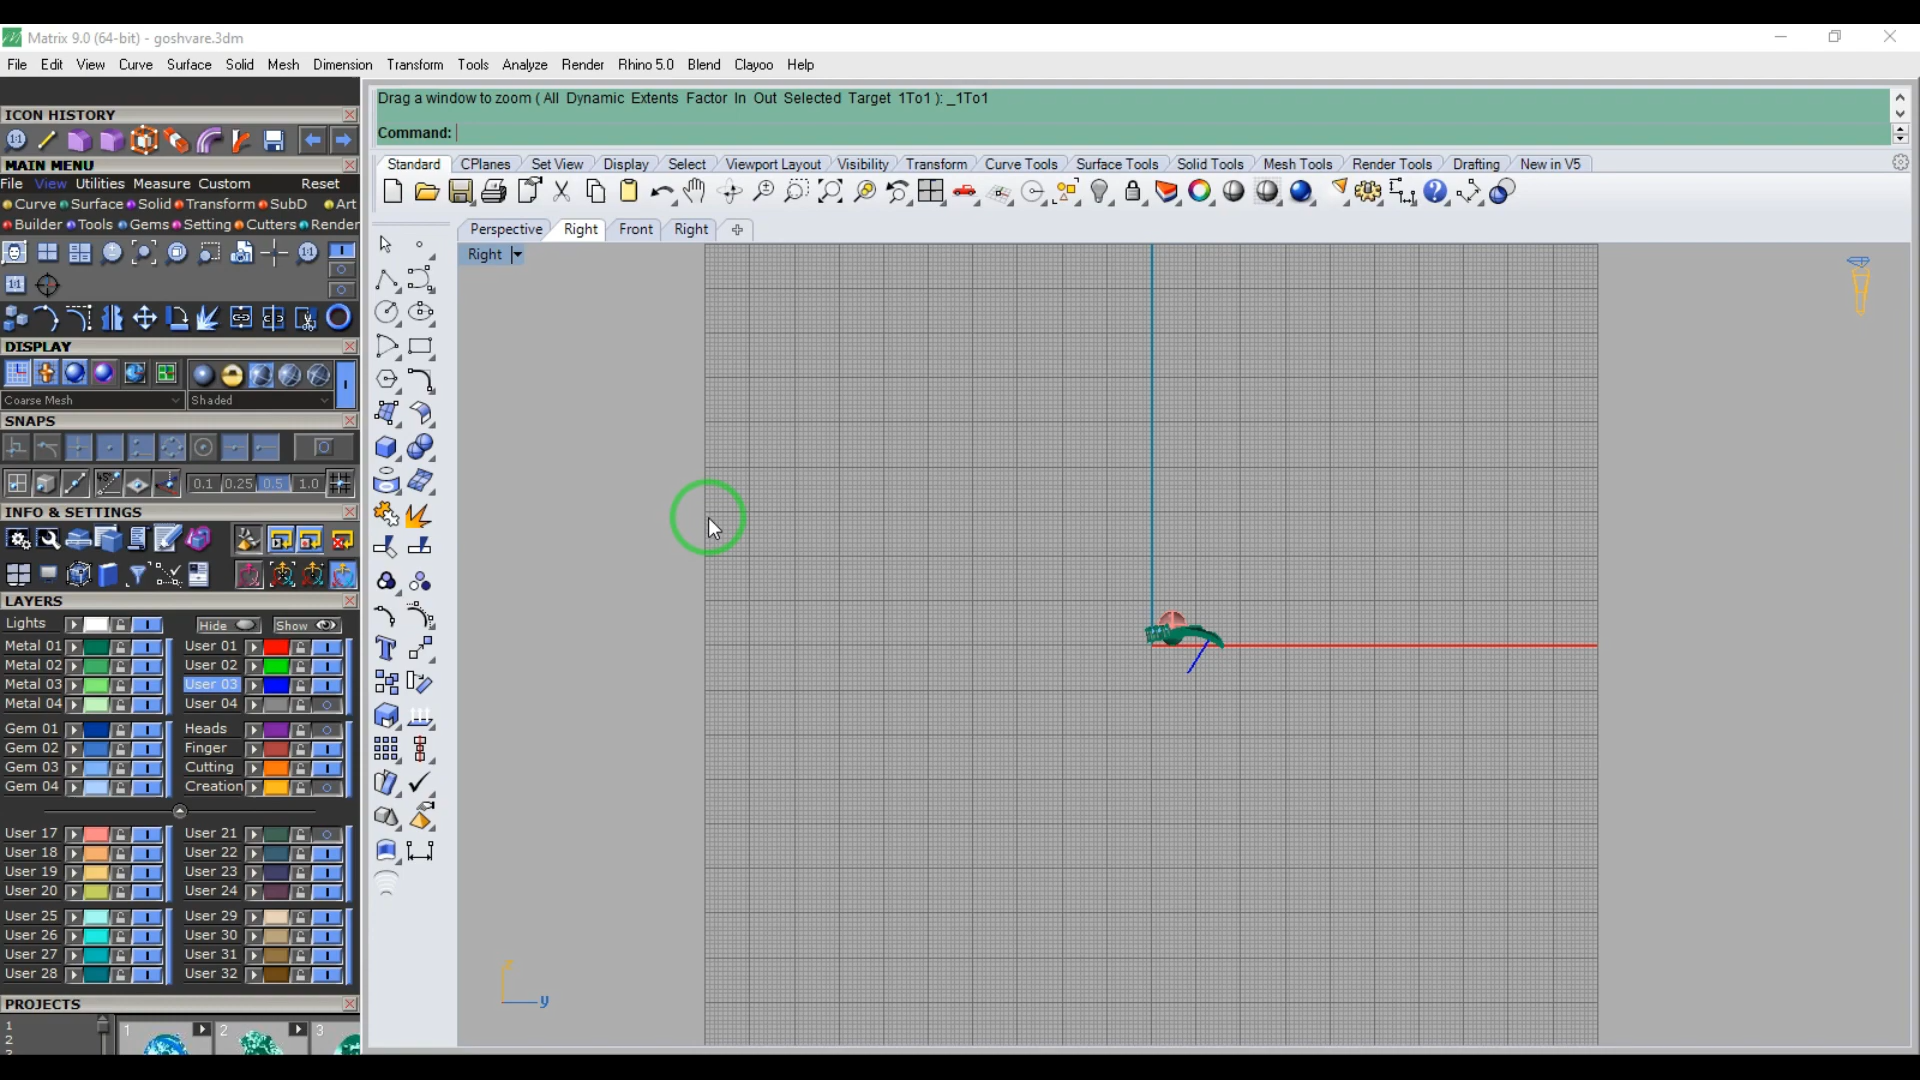 Matrix 9.0 (64-bit) - goshvare.3dm
File Edit View Curve Surface Solid Mesh Dimension Transform Tools Analyze Render Rhino 5.0 Blend Clayoo Help
Drag a window to zoom ( All Dynamic Extents Factor In Out Selected Target 1To1 ): _1To1
Command:
ICON HISTORY
MAIN MENU
File View Utilities Measure Custom Reset
Curve Surface Solid Transform SubD Art
Builder Tools Gems Setting Cutters Render
Standard CPlanes Set View Display Select Viewport Layout Visibility Transform Curve Tools Surface Tools Solid Tools Mesh Tools Render Tools Drafting New in V5
Perspective Right Front Right
Right
DISPLAY
Coarse Mesh Shaded
SNAPS
0.1 0.25 0.5 1.0
INFO & SETTINGS
LAYERS
Lights Hide Show
Metal 01 User 01
Metal 02 User 02
Metal 03 User 03
Metal 04 User 04
Gem 01 Heads
Gem 02 Finger
Gem 03 Cutting
Gem 04 Creation
User 17 User 21
User 18 User 22
User 19 User 23
User 20 User 24
User 25 User 29
User 26 User 30
User 27 User 31
User 28 User 32
PROJECTS
1
2
1 2 3
y